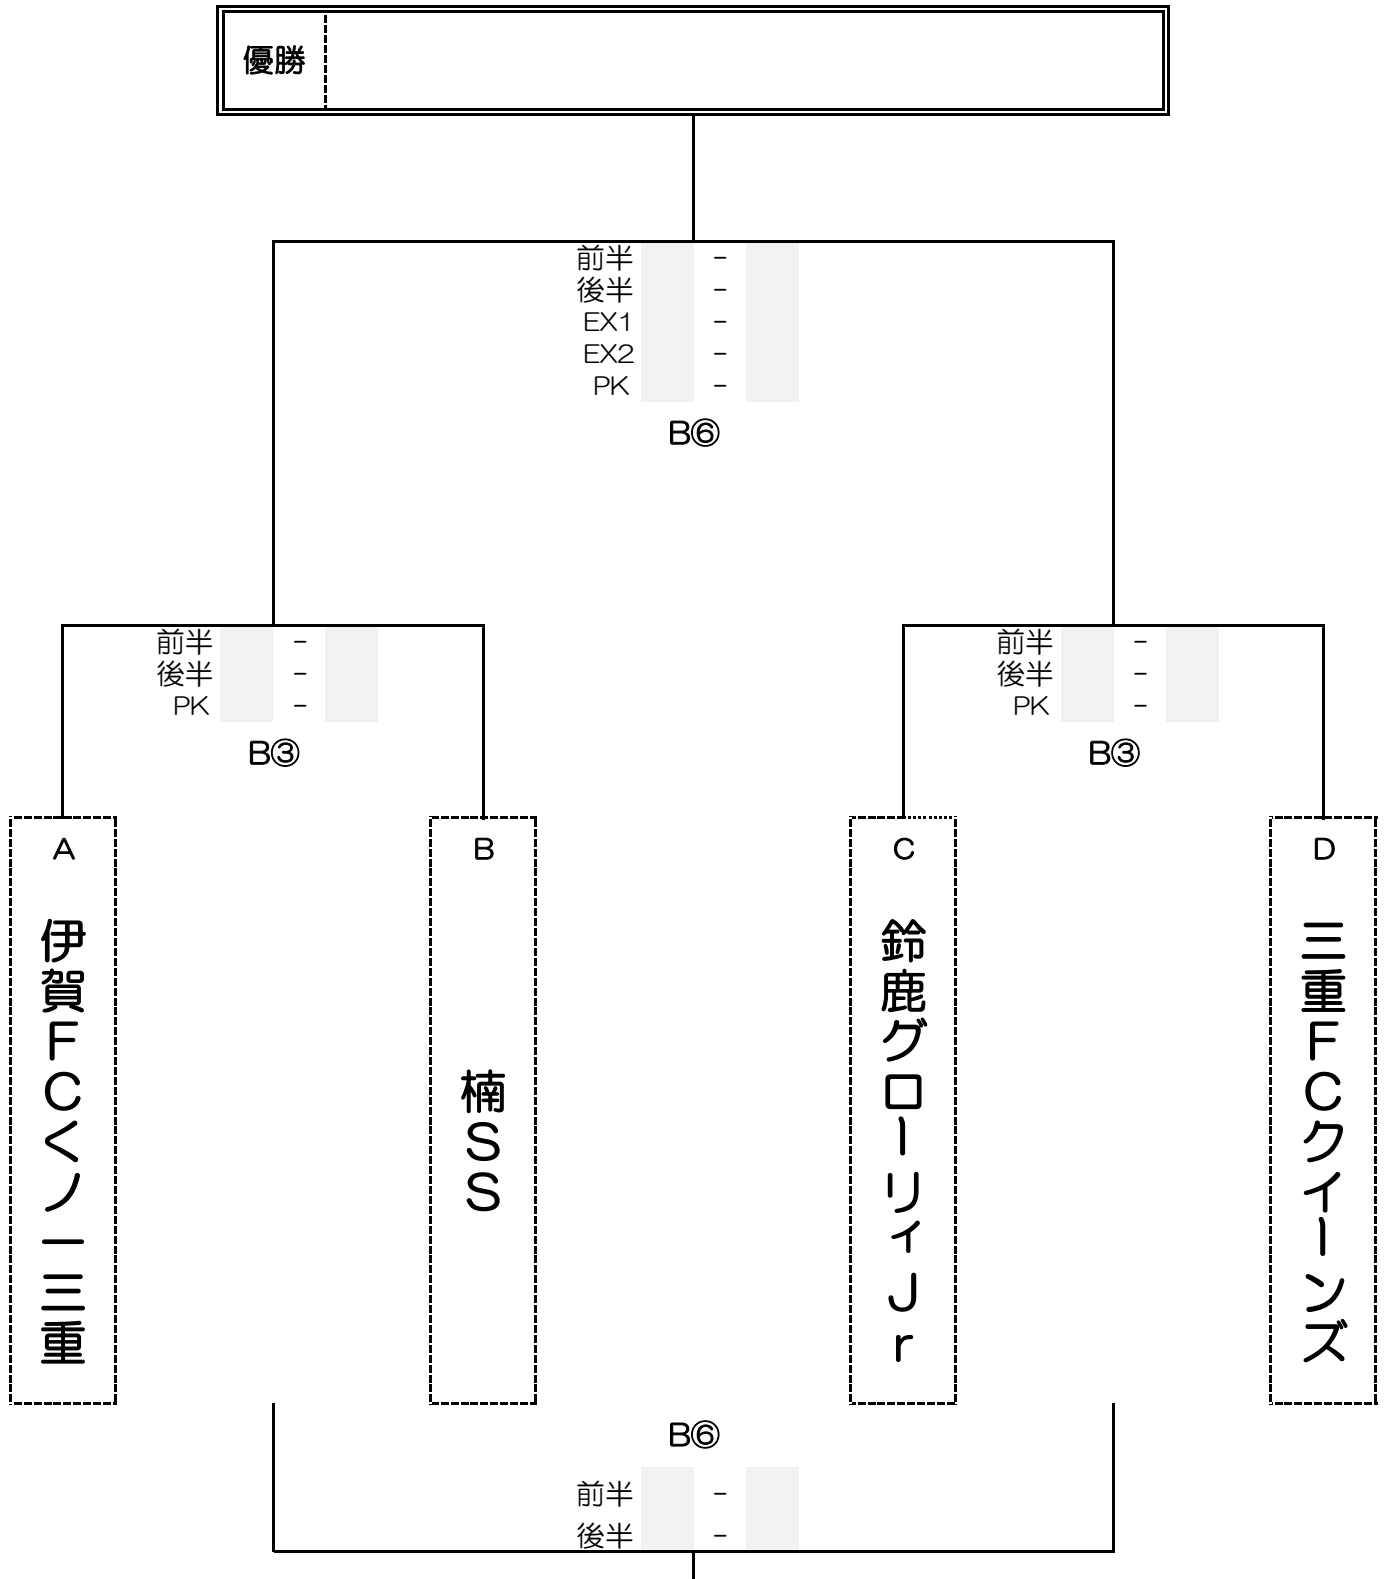 優勝
前半 -
後半 -
EX1 -
EX2 -
PK -
B⑥
前半 -
後半 -
PK -
B③
前半 -
後半 -
PK -
B③
A
伊賀ＦＣくノ一三重
B
楠ＳＳ
C
鈴鹿グローリィＪｒ
D
三重ＦＣクイーンズ
B⑥
前半 -
後半 -